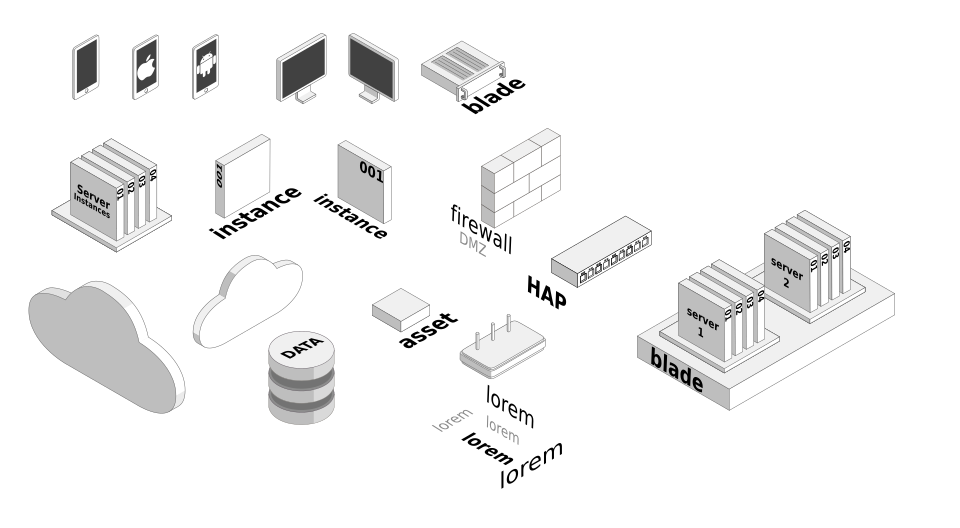 blade
Server
Instances
01
02
03
04
001
instance
001
instance
firewall
DMZ
HAP
server
2
01
02
03
04
server
1
01
02
03
04
blade
asset
DATA
lorem
lorem
lorem
lorem
lorem